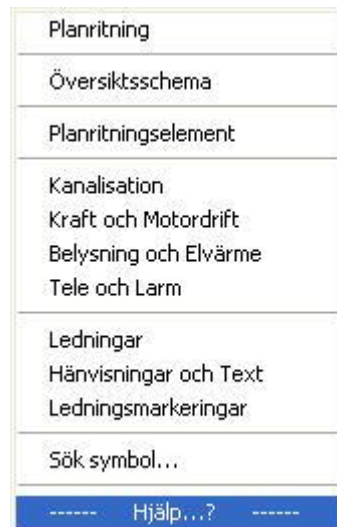 Planritning
Översiktsschema
Planritningselement
Kanalisation
Kraft och Motordrift
Belysning och Elvärme
Tele och Larm
Ledningar
Hänvisningar och Text
Ledningsmarkeringar
Sök symbol...
------ Hjälp...? ------